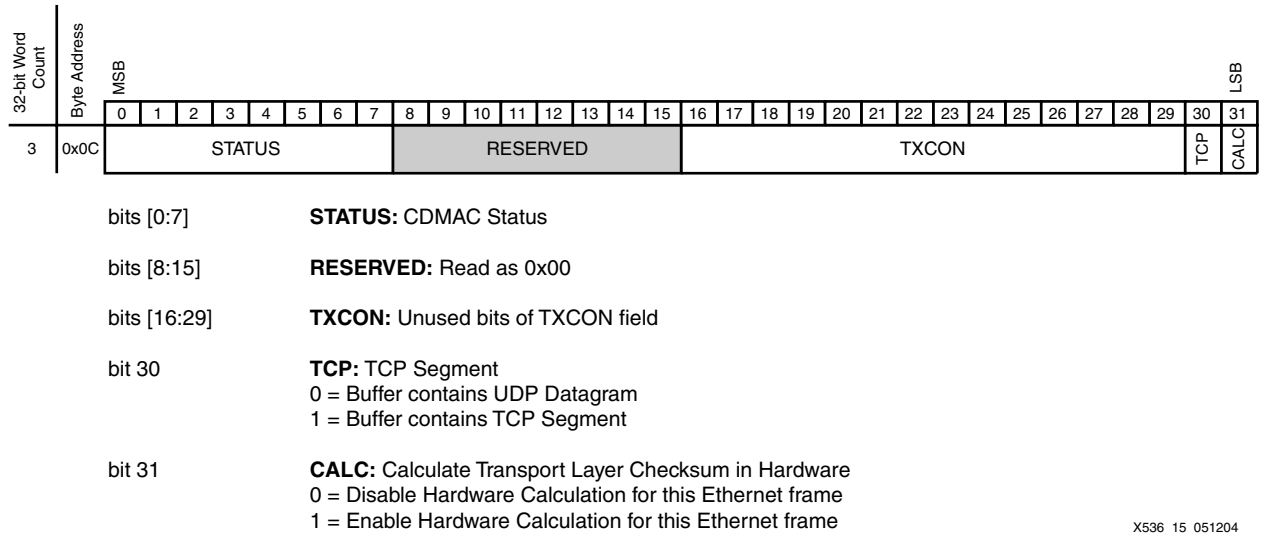 32-bit Word
Count
Byte Address
MSB
LSB
0 1 2 3 4 5 6 7 8 9 10 11 12 13 14 15 16 17 18 19 20 21 22 23 24 25 26 27 28 29 30 31
3 0x0C STATUS RESERVED TXCON TCP CALC
bits [0:7] STATUS: CDMAC Status
bits [8:15] RESERVED: Read as 0x00
bits [16:29] TXCON: Unused bits of TXCON field
bit 30 TCP: TCP Segment
0 = Buffer contains UDP Datagram
1 = Buffer contains TCP Segment
bit 31 CALC: Calculate Transport Layer Checksum in Hardware
0 = Disable Hardware Calculation for this Ethernet frame
1 = Enable Hardware Calculation for this Ethernet frame
X536_15_051204